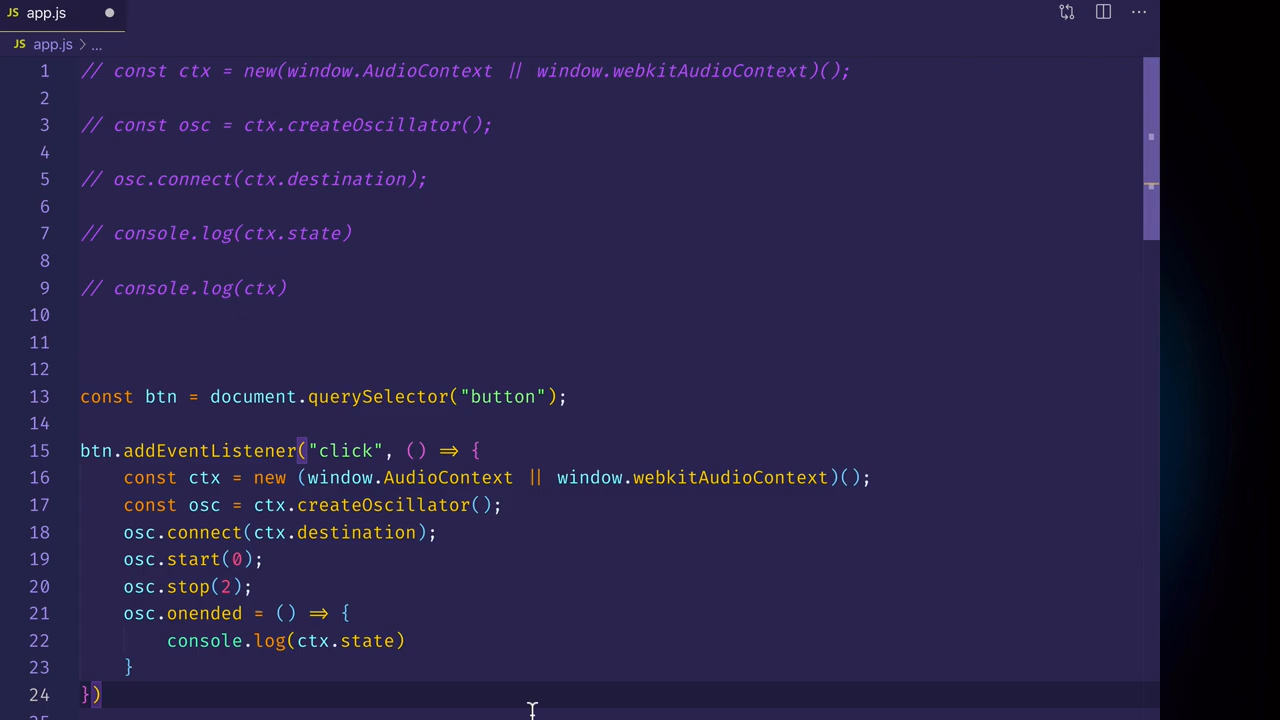 JS app.js
JS app.js > ...
1 // const ctx = new(window.AudioContext || window.webkitAudioContext)();
2
3 // const osc = ctx.createOscillator();
4
5 // osc.connect(ctx.destination);
6
7 // console.log(ctx.state)
8
9 // console.log(ctx)
10
11
12
13 const btn = document.querySelector("button");
14
15 btn.addEventListener("click", () => {
16 const ctx = new (window.AudioContext || window.webkitAudioContext)();
17 const osc = ctx.createOscillator();
18 osc.connect(ctx.destination);
19 osc.start(0);
20 osc.stop(2);
21 osc.onended = () => {
22 console.log(ctx.state)
23 }
24 })